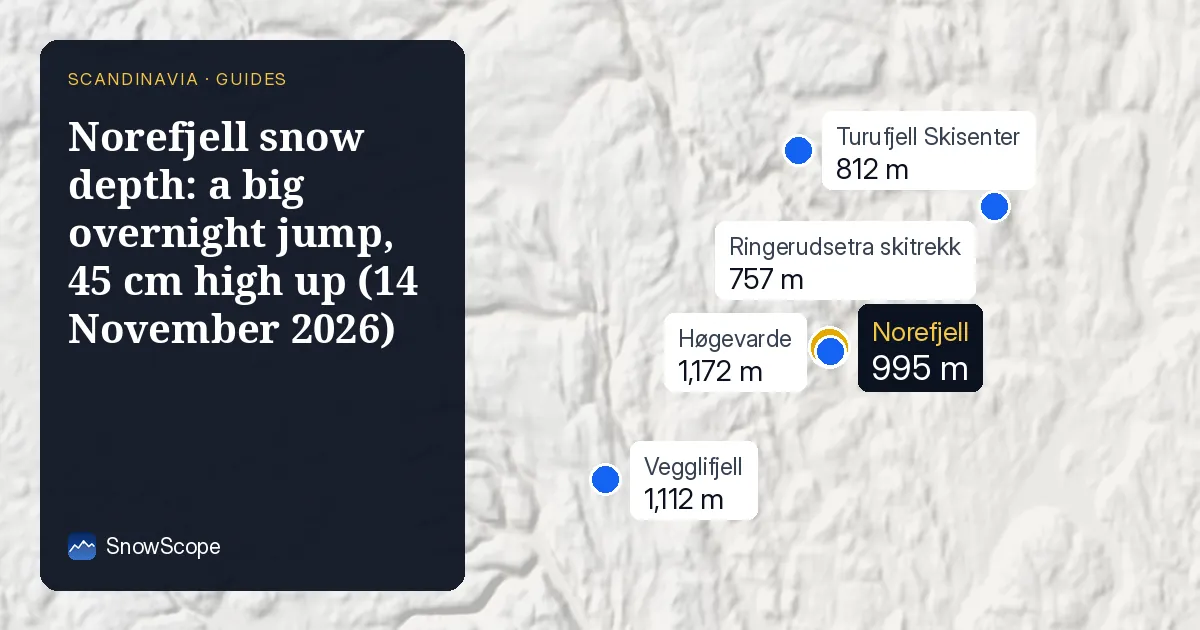 SCANDINAVIA · GUIDES
Norefjell snow
depth: a big
overnight jump,
45 cm high up (14
November 2026)
SnowScope
Turufjell Skisenter
812 m
Ringerudsetra skitrekk
757 m
Høgevarde
1,172 m
Norefjell
995 m
Vegglifjell
1,112 m